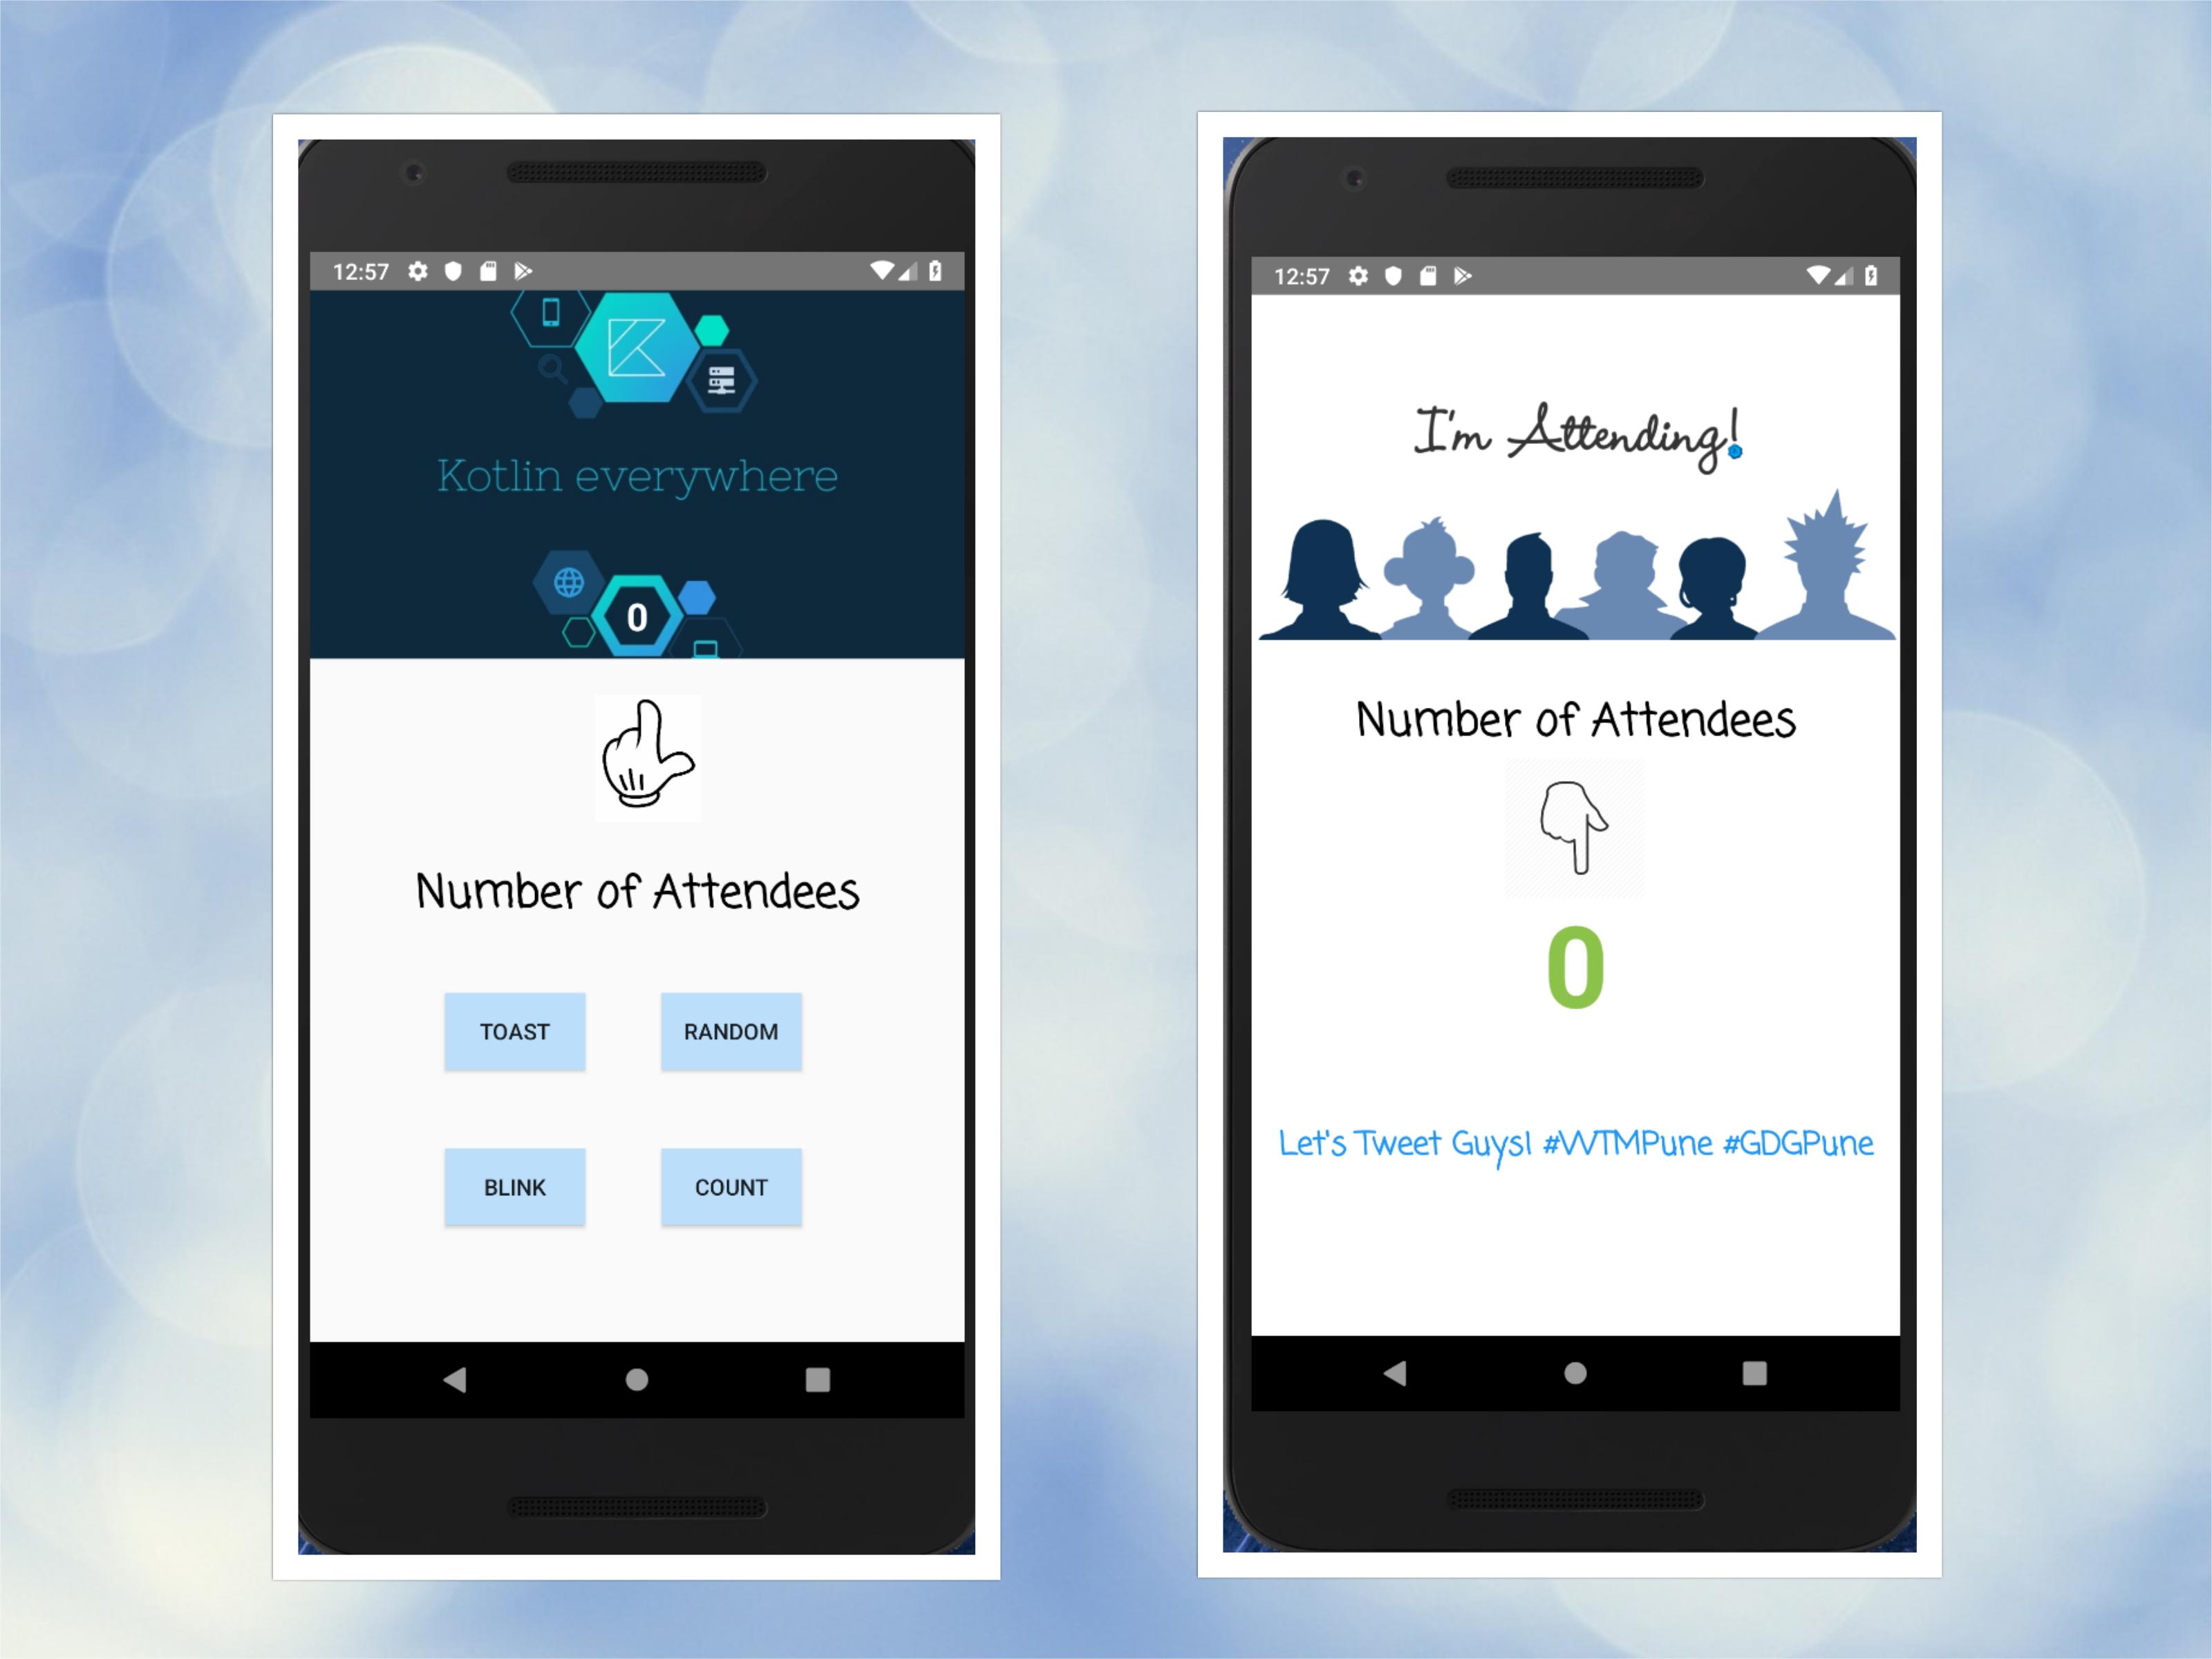 12:57
Kotlin everywhere
0
Number of Attendees
TOAST RANDOM
BLINK COUNT
12:57
I'm Attending!
Number of Attendees
0
Let's Tweet Guys! #WTMPune #GDGPune